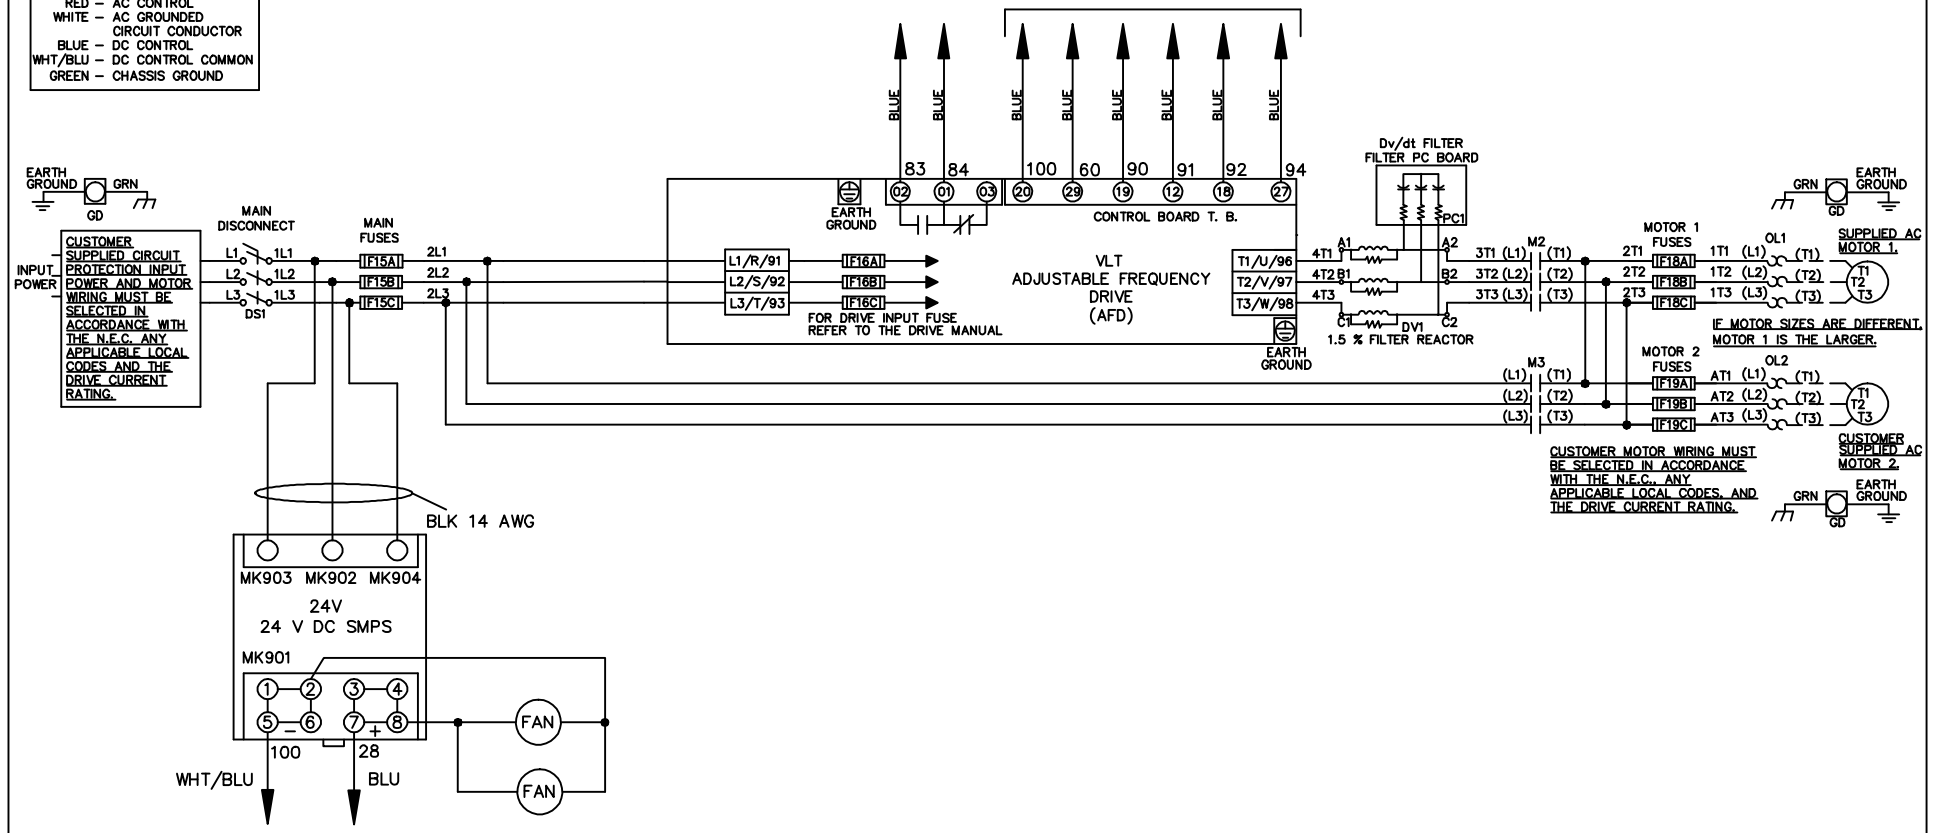 RED - AC CONTROL
WHITE - AC GROUNDED
CIRCUIT CONDUCTOR
BLUE - DC CONTROL
WHT/BLU - DC CONTROL COMMON
GREEN - CHASSIS GROUND
BLUE BLUE BLUE BLUE BLUE BLUE BLUE BLUE
83 84 100 60 90 91 92 94
02 01 03 20 29 19 12 18 27
EARTH
GROUND
CONTROL BOARD T. B.
EARTH
GROUND
GRN
GD
MAIN
DISCONNECT
MAIN
FUSES
INPUT
POWER
CUSTOMER
SUPPLIED CIRCUIT
PROTECTION INPUT
POWER AND MOTOR
WIRING MUST BE
SELECTED IN
ACCORDANCE WITH
THE N.E.C. ANY
APPLICABLE LOCAL
CODES AND THE
DRIVE CURRENT
RATING.
L1 1L1 F15A 2L1
L2 1L2 F15B 2L2
L3 1L3 F15C 2L3
DS1
L1/R/91 F16A
L2/S/92 F16B
L3/T/93 F16C
FOR DRIVE INPUT FUSE
REFER TO THE DRIVE MANUAL
VLT
ADJUSTABLE FREQUENCY
DRIVE
(AFD)
T1/U/96
T2/V/97
T3/W/98
EARTH
GROUND
Dv/dt FILTER
FILTER PC BOARD
PC1
4T1 A1 A2
4T2 B1 B2
4T3 C1 C2
DV1
1.5 % FILTER REACTOR
M2
3T1 (L1) (T1)
3T2 (L2) (T2)
3T3 (L3) (T3)
MOTOR 1
FUSES
2T1 F18A 1T1 (L1) (T1)
2T2 F18B 1T2 (L2) (T2)
2T3 F18C 1T3 (L3) (T3)
OL1
GRN
EARTH
GROUND
GD
SUPPLIED AC
MOTOR 1.
T1
T2
T3
IF MOTOR SIZES ARE DIFFERENT,
MOTOR 1 IS THE LARGER.
M3
(L1) (T1)
(L2) (T2)
(L3) (T3)
MOTOR 2
FUSES
F19A AT1 (L1) (T1)
F19B AT2 (L2) (T2)
F19C AT3 (L3) (T3)
OL2
T1
T2
T3
CUSTOMER
SUPPLIED AC
MOTOR 2.
CUSTOMER MOTOR WIRING MUST
BE SELECTED IN ACCORDANCE
WITH THE N.E.C., ANY
APPLICABLE LOCAL CODES, AND
THE DRIVE CURRENT RATING.
GRN
EARTH
GROUND
GD
BLK 14 AWG
MK903 MK902 MK904
24V
24 V DC SMPS
MK901
1 2 3 4
5 6 7 8
- +
FAN
FAN
100 28
WHT/BLU BLU